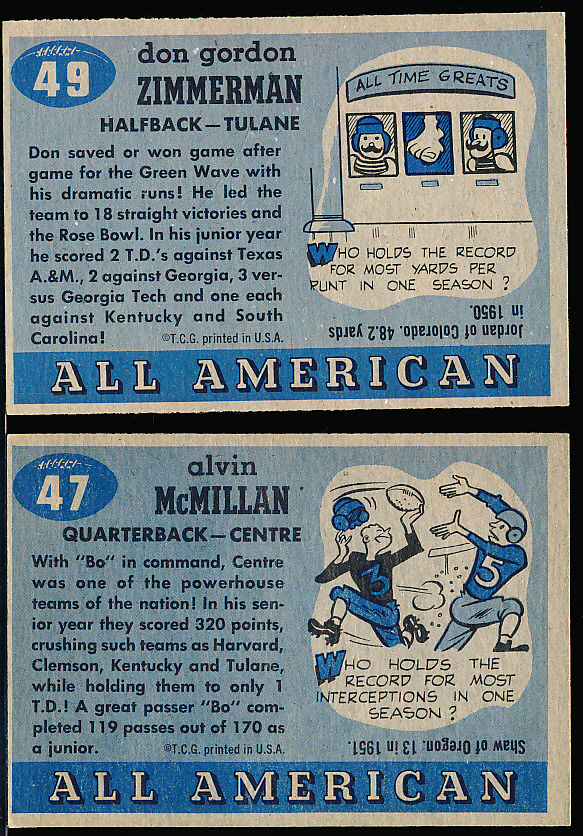 49
don gordon
ZIMMERMAN
HALFBACK—TULANE
Don saved or won game after
game for the Green Wave with
his dramatic runs! He led the
team to 18 straight victories and
the Rose Bowl. In his junior year
he scored 2 T.D.'s against Texas
A.&M., 2 against Georgia, 3 ver-
sus Georgia Tech and one each
against Kentucky and South
Carolina!
©T.C.G. printed in U.S.A.
ALL TIME GREATS
WHO HOLDS THE RECORD
FOR MOST YARDS PER
PUNT IN ONE SEASON?
Jordan of Colorado. 48.2 yards
in 1950.
ALL AMERICAN
47
alvin
McMILLAN
QUARTERBACK—CENTRE
With "Bo" in command, Centre
was one of the powerhouse
teams of the nation! In his sen-
ior year they scored 320 points,
crushing such teams as Harvard,
Clemson, Kentucky and Tulane,
while holding them to only 1
T.D.! A great passer "Bo" com-
pleted 119 passes out of 170 as
a junior.
©T.C.G. printed in U.S.A.
3
5
WHO HOLDS THE
RECORD FOR MOST
INTERCEPTIONS IN ONE
SEASON?
Shaw of Oregon. 13 in 1951.
ALL AMERICAN